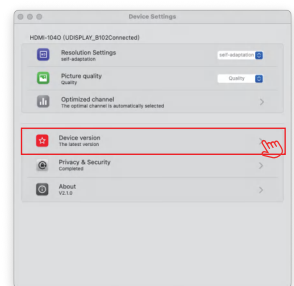 Device Settings
HDMI-1040 (UDISPLAY_B102Connected)
Resolution Settings
self-adaptation
self-adaptation
Picture quality
Quality
Quality
Optimized channel
The optimal channel is automatically selected
Device version
The latest version
Privacy & Security
Completed
About
V2.1.0